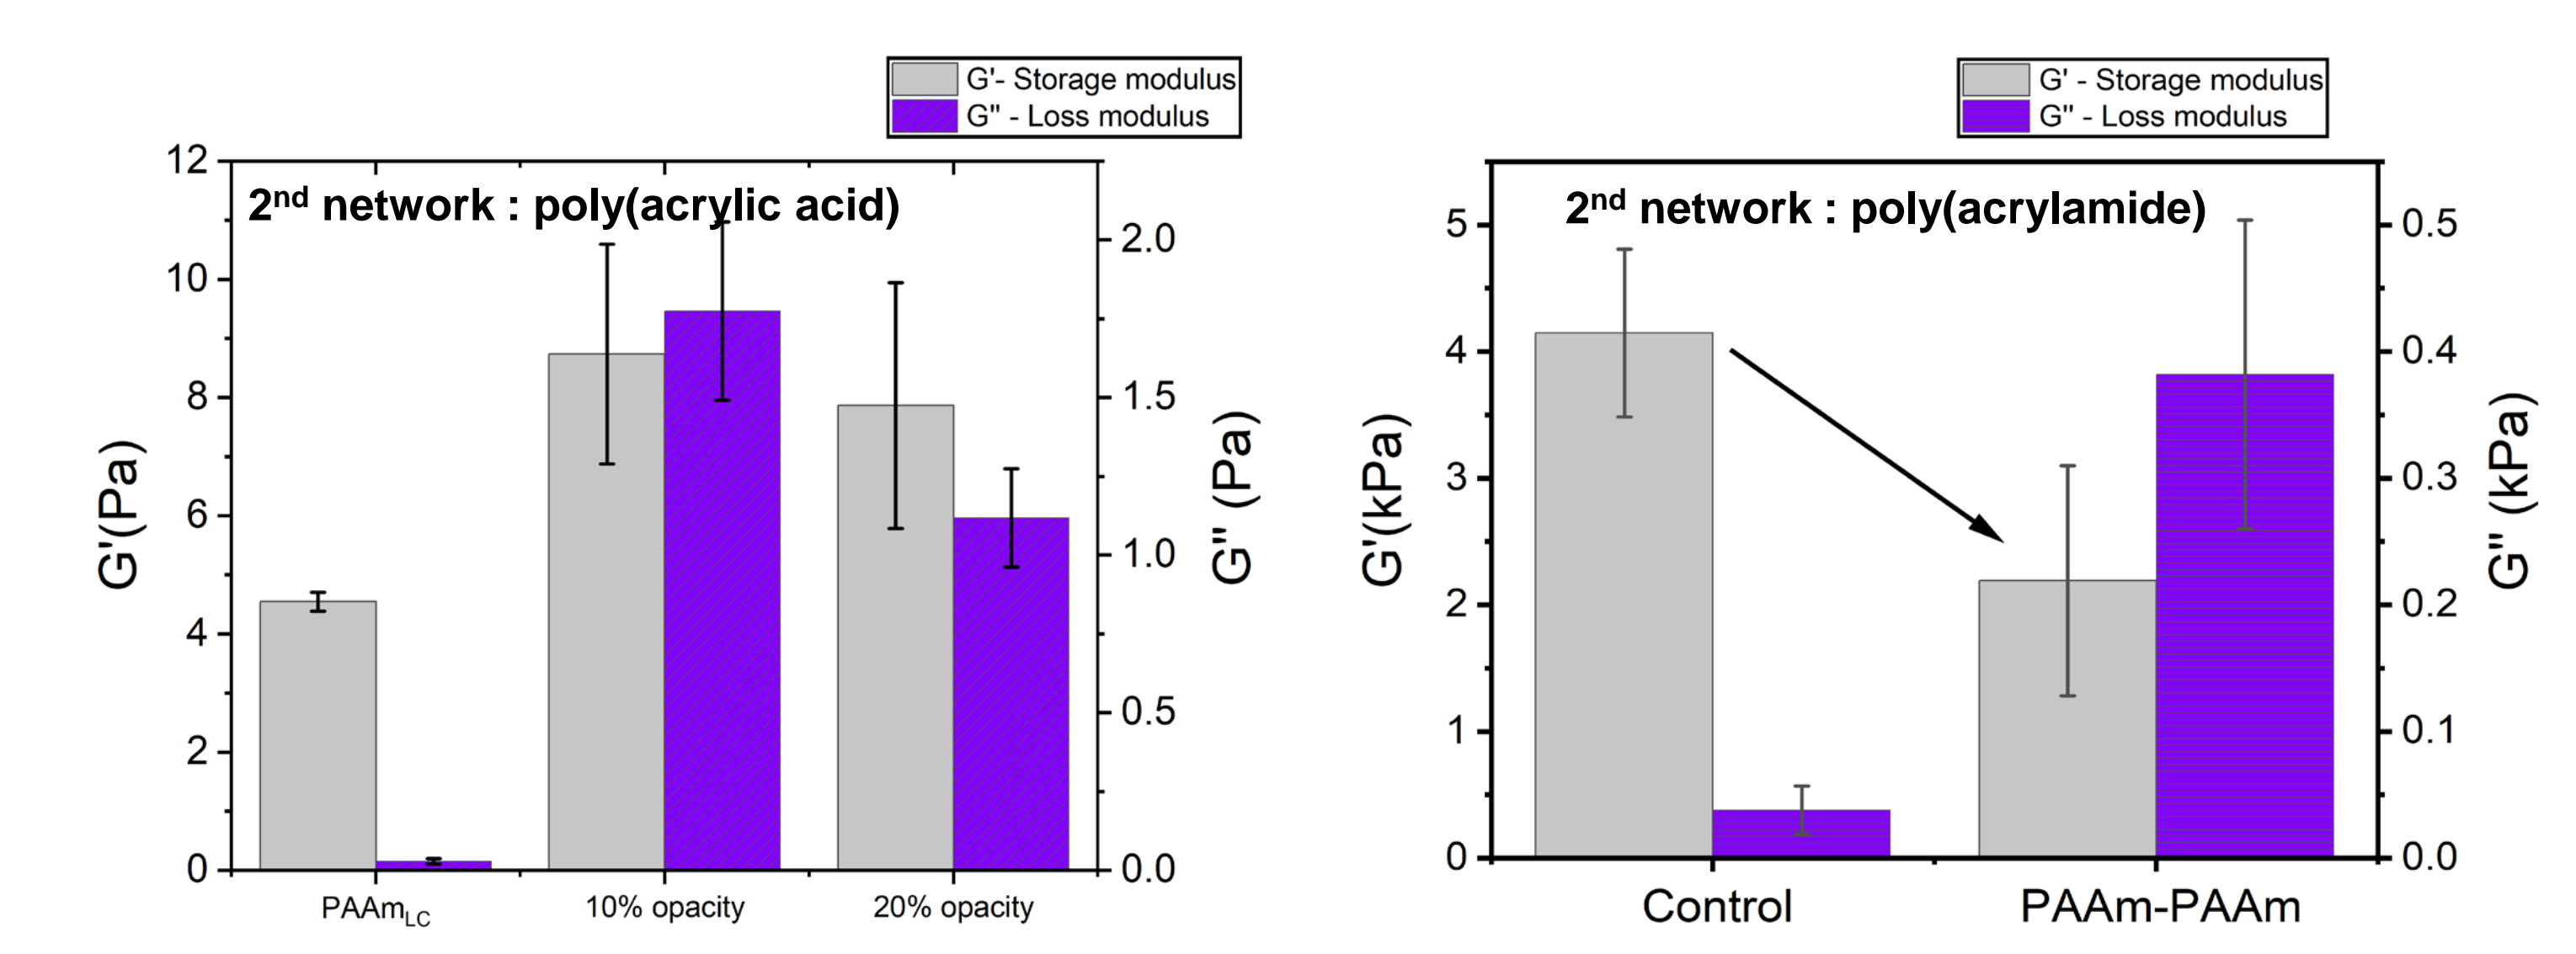 G'- Storage modulus
G" - Loss modulus
2nd network : poly(acrylic acid)
12
10
8
6
4
2
0
G'(Pa)
2.0
1.5
1.0
0.5
0.0
G" (Pa)
PAAmLC
10% opacity
20% opacity
G' - Storage modulus
G" - Loss modulus
2nd network : poly(acrylamide)
5
4
3
2
1
0
G'(kPa)
0.5
0.4
0.3
0.2
0.1
0.0
G" (kPa)
Control
PAAm-PAAm